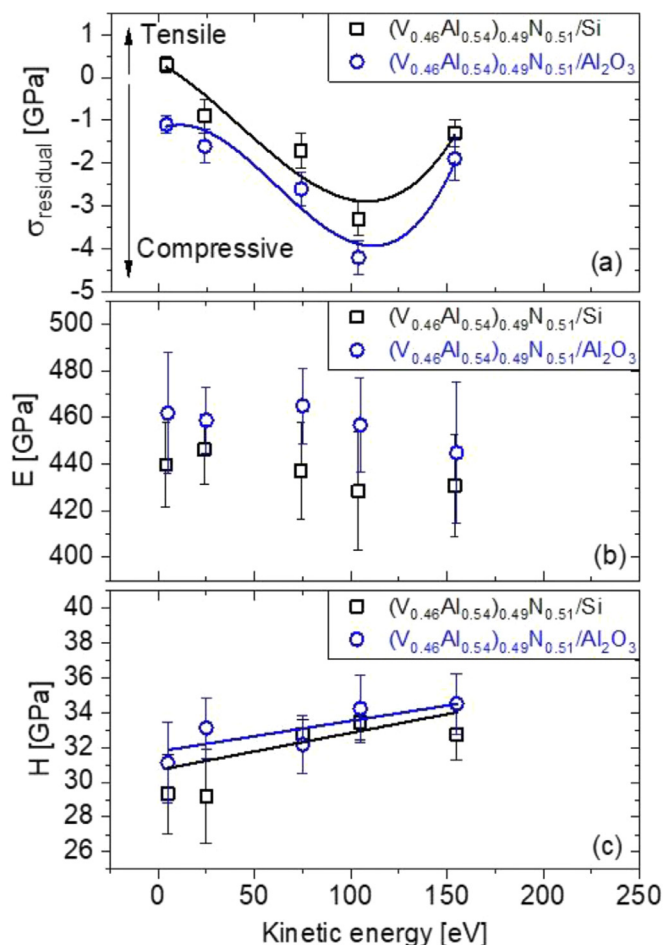 1
0
-1
-2
-3
-4
-5
σresidual [GPa]
Tensile
Compressive
(V0.46Al0.54)0.49N0.51/Si
(V0.46Al0.54)0.49N0.51/Al2O3
(a)
500
480
460
440
420
400
E [GPa]
(V0.46Al0.54)0.49N0.51/Si
(V0.46Al0.54)0.49N0.51/Al2O3
(b)
40
38
36
34
32
30
28
26
H [GPa]
(V0.46Al0.54)0.49N0.51/Si
(V0.46Al0.54)0.49N0.51/Al2O3
(c)
0 50 100 150 200 250
Kinetic energy [eV]